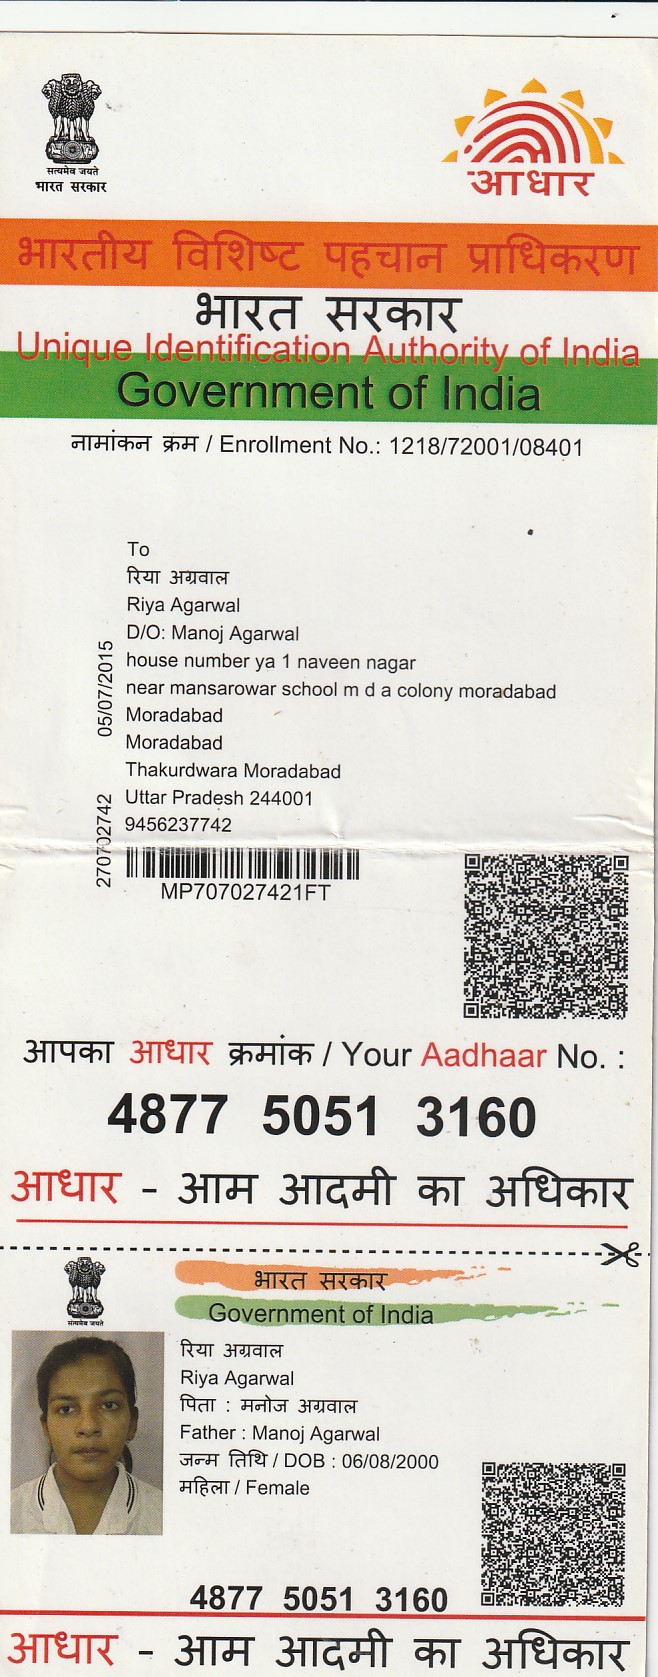 सत्यमेव जयते
भारत सरकार
आधार
भारतीय विशिष्ट पहचान प्राधिकरण
भारत सरकार
Unique Identification Authority of India
Government of India
नामांकन क्रम / Enrollment No.: 1218/72001/08401
To
रिया अग्रवाल
Riya Agarwal
D/O: Manoj Agarwal
house number ya 1 naveen nagar
near mansarowar school m d a colony moradabad
Moradabad
Moradabad
Thakurdwara Moradabad
Uttar Pradesh 244001
9456237742
05/07/2015
270702742
MP707027421FT
आपका आधार क्रमांक / Your Aadhaar No. :
4877 5051 3160
आधार - आम आदमी का अधिकार
सत्यमेव जयते
भारत सरकार
Government of India
रिया अग्रवाल
Riya Agarwal
पिता : मनोज अग्रवाल
Father : Manoj Agarwal
जन्म तिथि / DOB : 06/08/2000
महिला / Female
4877 5051 3160
आधार - आम आदमी का अधिकार